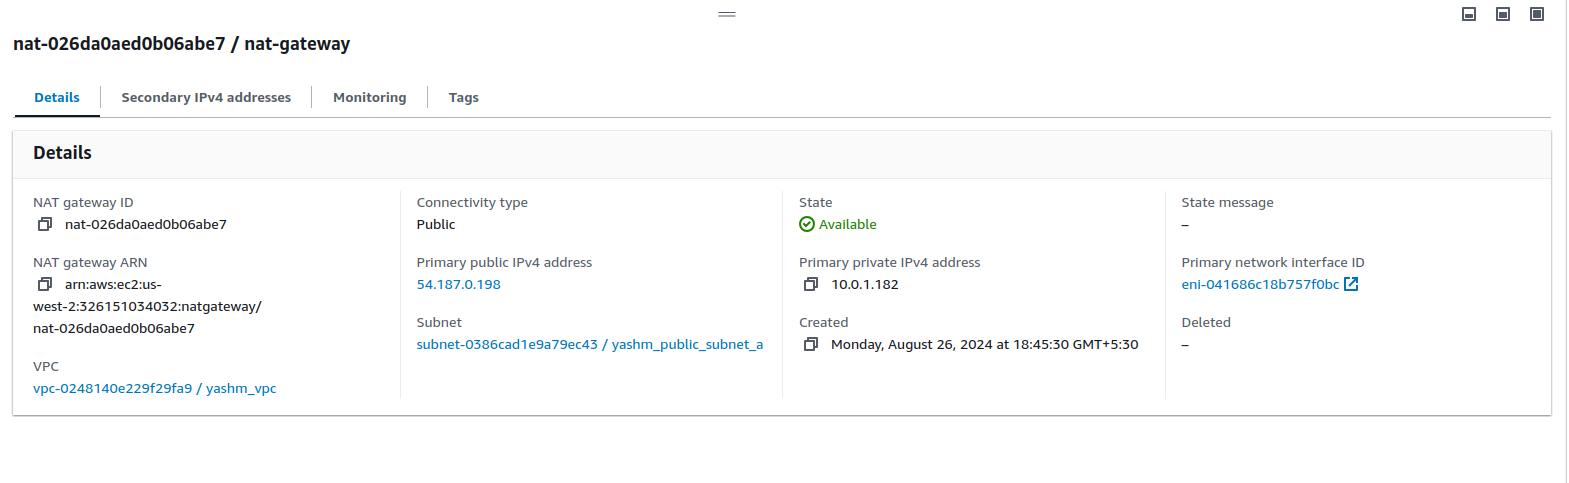 nat-026da0aed0b06abe7 / nat-gateway
Details
Secondary IPv4 addresses
Monitoring
Tags
Details
NAT gateway ID
nat-026da0aed0b06abe7
NAT gateway ARN
arn:aws:ec2:us-
west-2:326151034032:natgateway/
nat-026da0aed0b06abe7
VPC
vpc-0248140e229f29fa9 / yashm_vpc
Connectivity type
Public
Primary public IPv4 address
54.187.0.198
Subnet
subnet-0386cad1e9a79ec43 / yashm_public_subnet_a
State
Available
Primary private IPv4 address
10.0.1.182
Created
Monday, August 26, 2024 at 18:45:30 GMT+5:30
State message
–
Primary network interface ID
eni-041686c18b757f0bc
Deleted
–